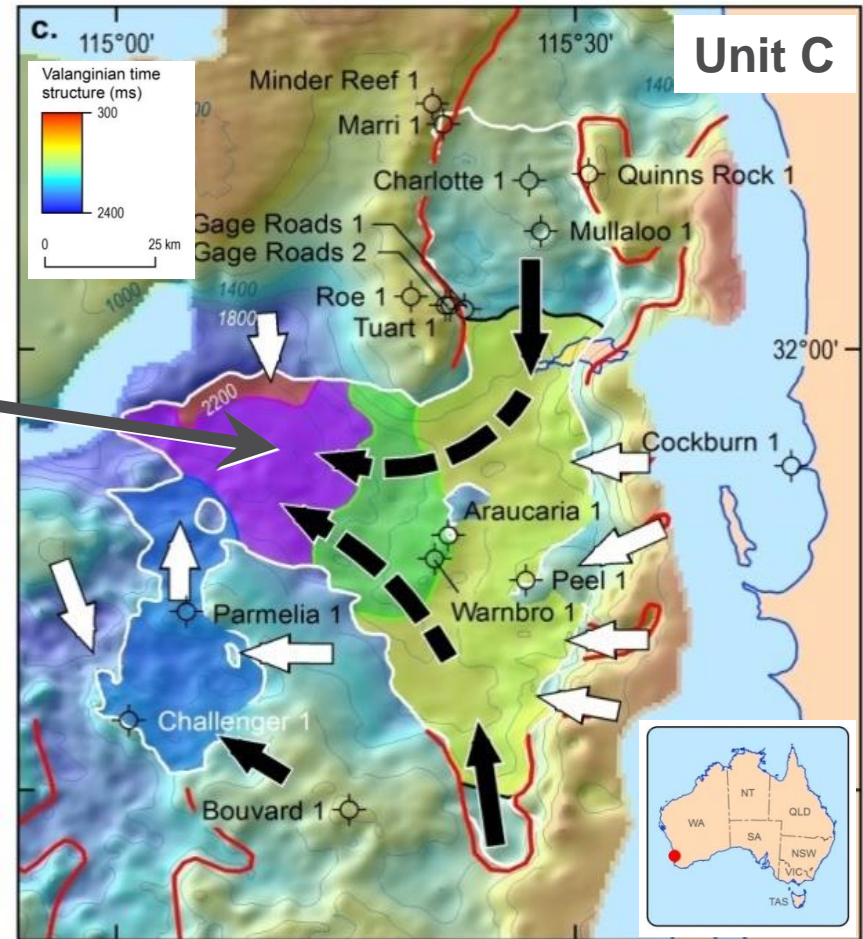 c.
115°00'
115°30'
Unit C
Valanginian time
structure (ms)
300
2400
0
25 km
Minder Reef 1
Marri 1
Charlotte 1
Quinns Rock 1
Mullaloo 1
Gage Roads 1
Gage Roads 2
Roe 1
Tuart 1
1000
1400
1800
2200
32°00'
Cockburn 1
Araucaria 1
Peel 1
Warnbro 1
Parmelia 1
Challenger 1
Bouvard 1
WA
NT
SA
QLD
NSW
VIC
TAS